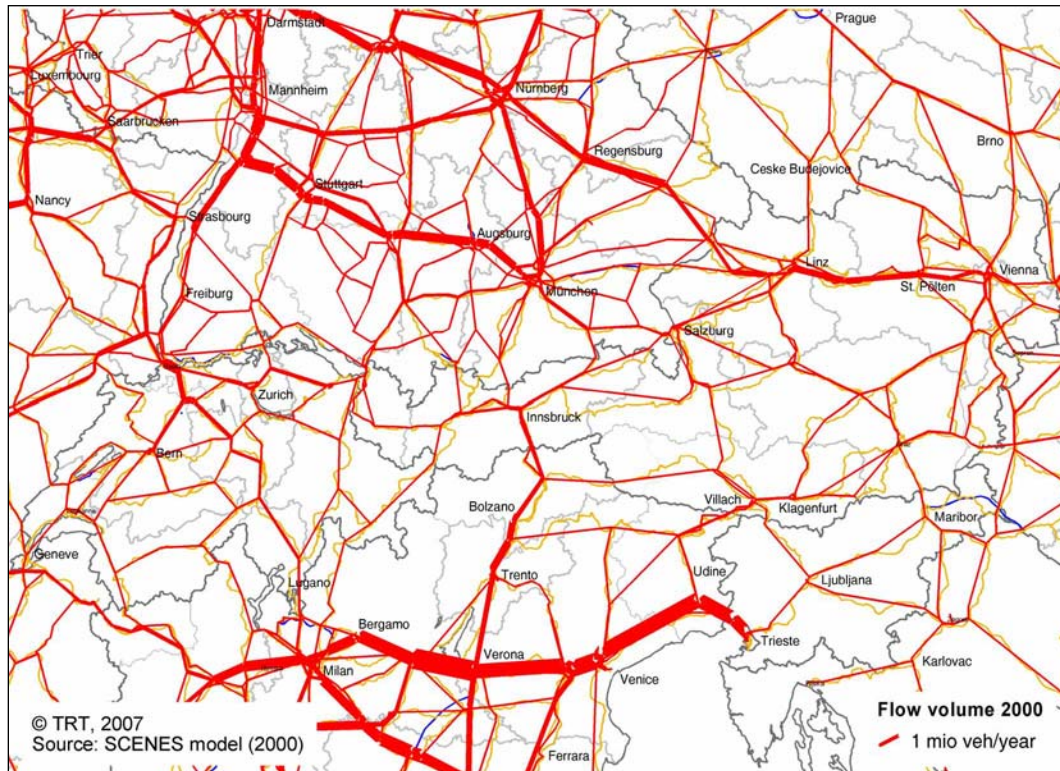 Darmstadt
Prague
Trier
Luxembourg
Mannheim
Nürnberg
Saarbrücken
Brno
Regensburg
Ceske Budejovice
Stuttgart
Nancy
Strasbourg
Augsburg
Linz
Vienna
St. Pölten
München
Freiburg
Salzburg
Zurich
Innsbruck
Bern
Villach
Klagenfurt
Bolzano
Maribor
Geneve
Trento
Udine
Ljubljana
Lugano
Bergamo
Trieste
Verona
Karlovac
Milan
Venice
Ferrara
© TRT, 2007
Source: SCENES model (2000)
Flow volume 2000
1 mio veh/year